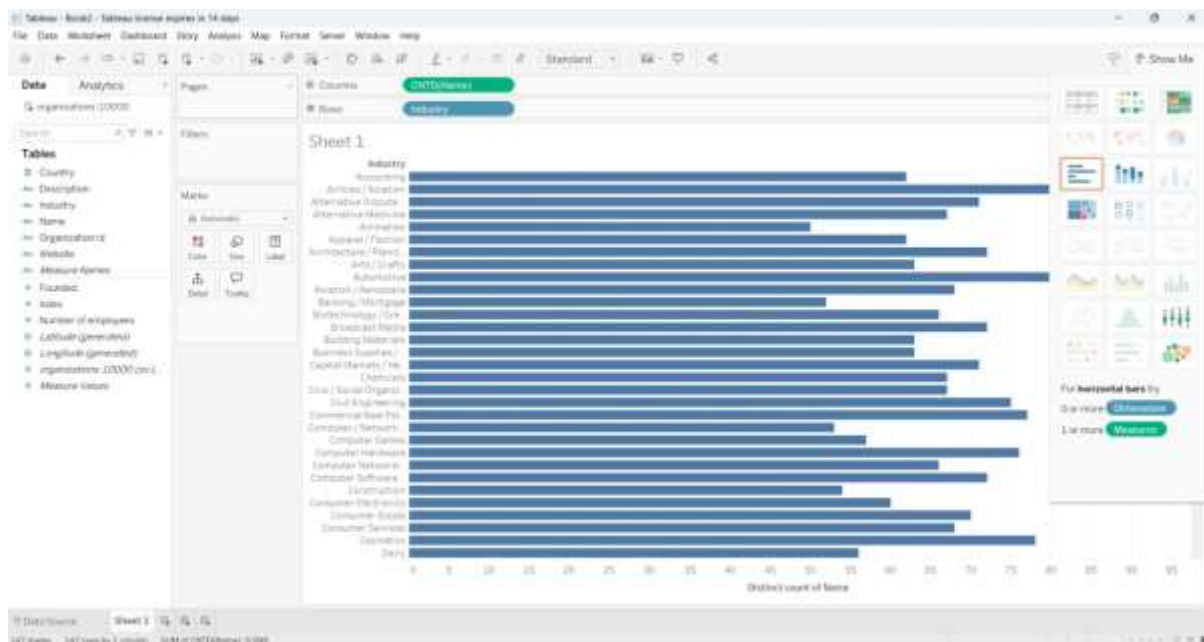 Tableau - Book2 - Tableau license expires in 14 days
File Data Worksheet Dashboard Story Analysis Map Format Server Window Help
Standard
Show Me
Data Analytics
Pages
Columns
CNTD(Name)
organizations-10000
Rows
Industry
Search
Filters
Sheet 1
Tables
Country
Description
Industry
Name
Organization Id
Website
Measure Names
Founded
Index
Number of employees
Latitude (generated)
Longitude (generated)
organizations-10000.csv (...
Measure Values
Marks
Automatic
Color Size Label
Detail Tooltip
Industry
Accounting
Airlines / Aviation
Alternative Dispute ..
Alternative Medicine
Animation
Apparel / Fashion
Architecture / Planni..
Arts / Crafts
Automotive
Aviation / Aerospace
Banking / Mortgage
Biotechnology / Gre..
Broadcast Media
Building Materials
Business Supplies / ..
Capital Markets / He..
Chemicals
Civic / Social Organiz..
Civil Engineering
Commercial Real Est..
Computer / Network..
Computer Games
Computer Hardware
Computer Networki..
Computer Software ..
Construction
Consumer Electronics
Consumer Goods
Consumer Services
Cosmetics
Dairy
0 5 10 15 20 25 30 35 40 45 50 55 60 65 70 75 80 85 90 95
Distinct count of Name
For horizontal bars try
0 or more Dimensions
1 or more Measures
Data Source
Sheet 1